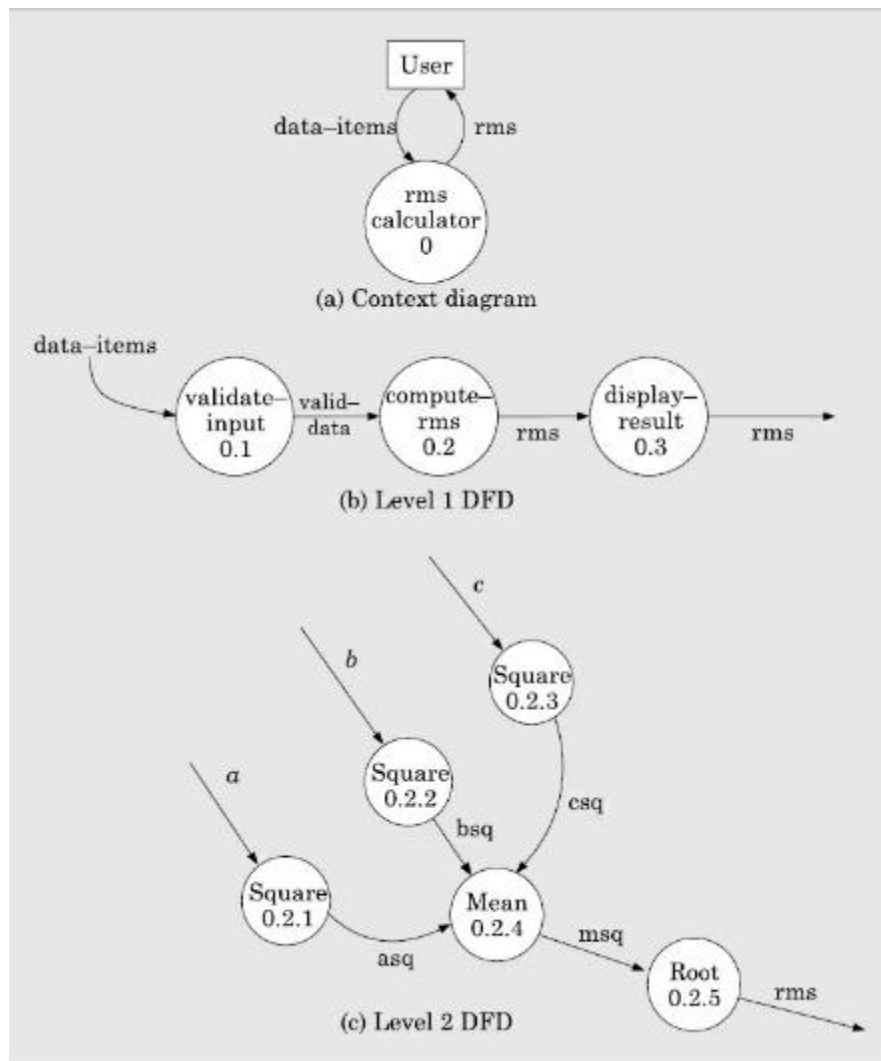 User
data–items
rms
rms
calculator
0
(a) Context diagram
data–items
validate–
input
0.1
valid–
data
compute–
rms
0.2
rms
display–
result
0.3
rms
(b) Level 1 DFD
c
Square
0.2.3
b
Square
0.2.2
csq
bsq
a
Square
0.2.1
asq
Mean
0.2.4
msq
Root
0.2.5
rms
(c) Level 2 DFD